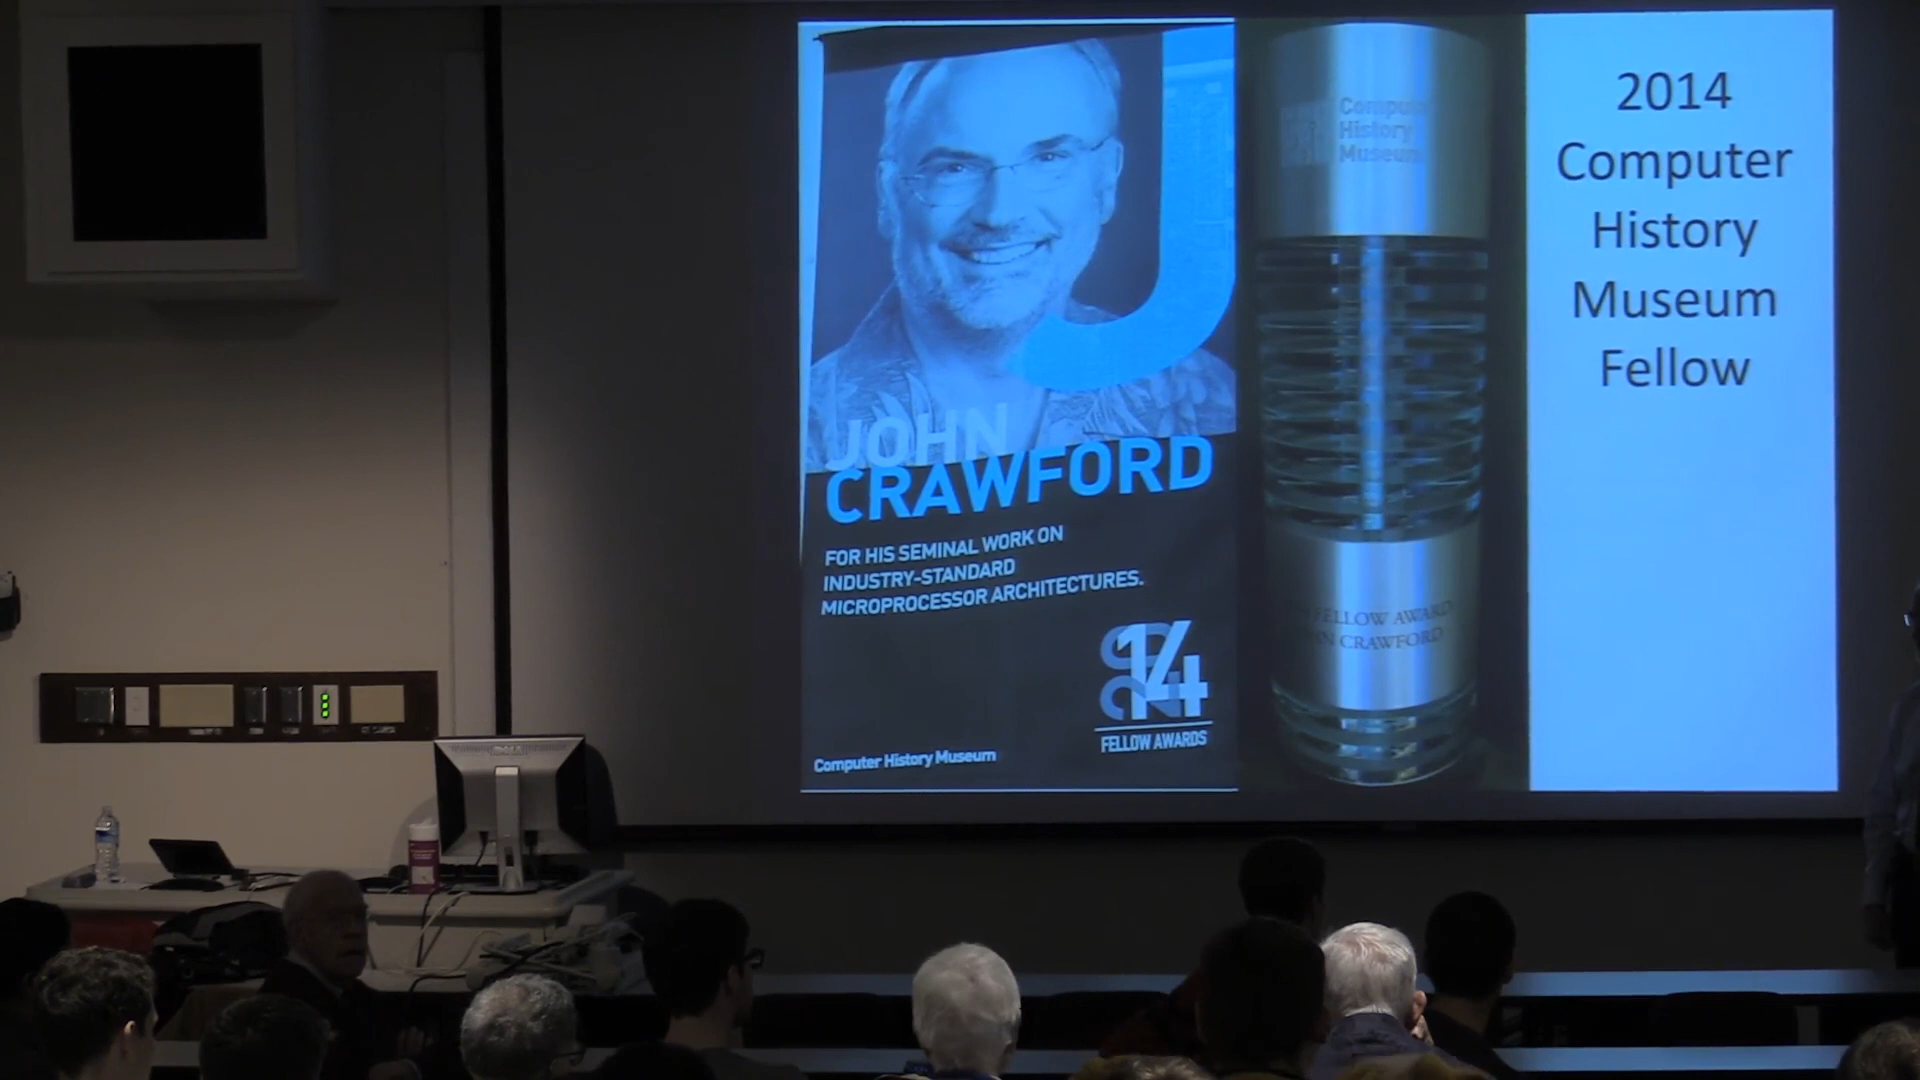 JOHN
CRAWFORD
FOR HIS SEMINAL WORK ON
INDUSTRY-STANDARD
MICROPROCESSOR ARCHITECTURES.
2014
FELLOW AWARDS
Computer History Museum
Computer
History
Museum
FELLOW AWARD
CRAWFORD
2014
Computer
History
Museum
Fellow